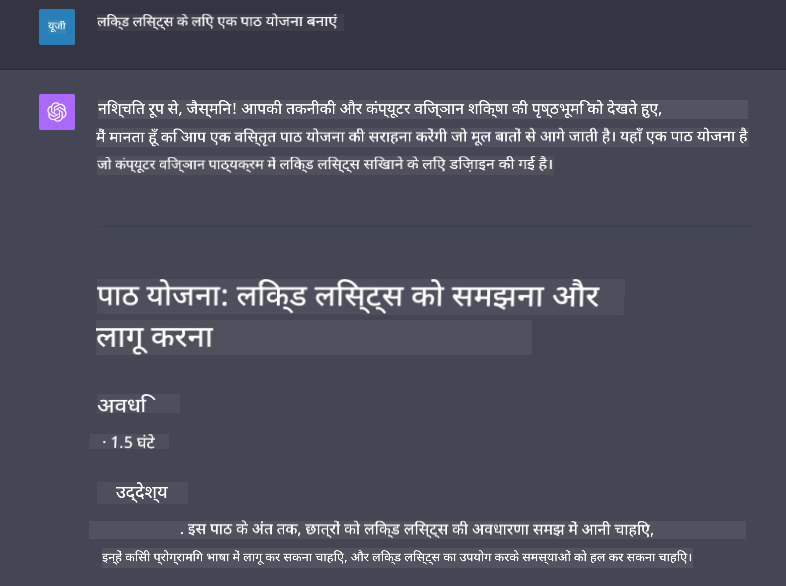 यूजी
लिक्ड लिस्ट्स के लिए एक पाठ योजना बनाएं
निश्चित रूप से, जैस्मिन! आपकी तकनीकी और कंप्यूटर विज्ञान शिक्षा की पृष्ठभूमि को देखते हुए,
मैं मानता हूँ कि आप एक विस्तृत पाठ योजना की सराहना करेंगी जो मूल बातों से आगे जाती है। यहाँ एक पाठ योजना है
जो कंप्यूटर विज्ञान पाठ्यक्रम में लिंक्ड लिस्ट्स सिखाने के लिए डिज़ाइन की गई है।
पाठ योजना: लिंक्ड लिस्ट्स को समझना और
लागू करना
अवधि
· 1.5 घंटे
उद्देश्य
. इस पाठ के अंत तक, छात्रों को लिंक्ड लिस्ट्स की अवधारणा समझ में आनी चाहिए,
इन्हें किसी प्रोग्रामिंग भाषा में लागू कर सकना चाहिए, और लिंक्ड लिस्ट्स का उपयोग करके समस्याओं को हल कर सकना चाहिए।